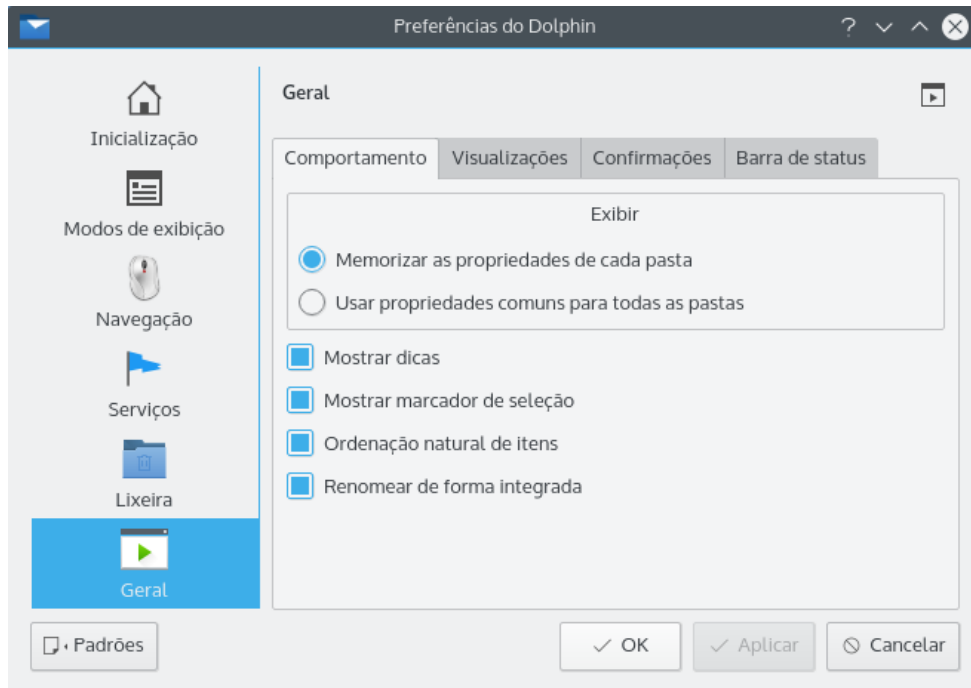 Preferências do Dolphin
Inicialização
Modos de exibição
Navegação
Serviços
Lixeira
Geral
Geral
Comportamento Visualizações Confirmações Barra de status
Exibir
Memorizar as propriedades de cada pasta
Usar propriedades comuns para todas as pastas
Mostrar dicas
Mostrar marcador de seleção
Ordenação natural de itens
Renomear de forma integrada
Padrões OK Aplicar Cancelar